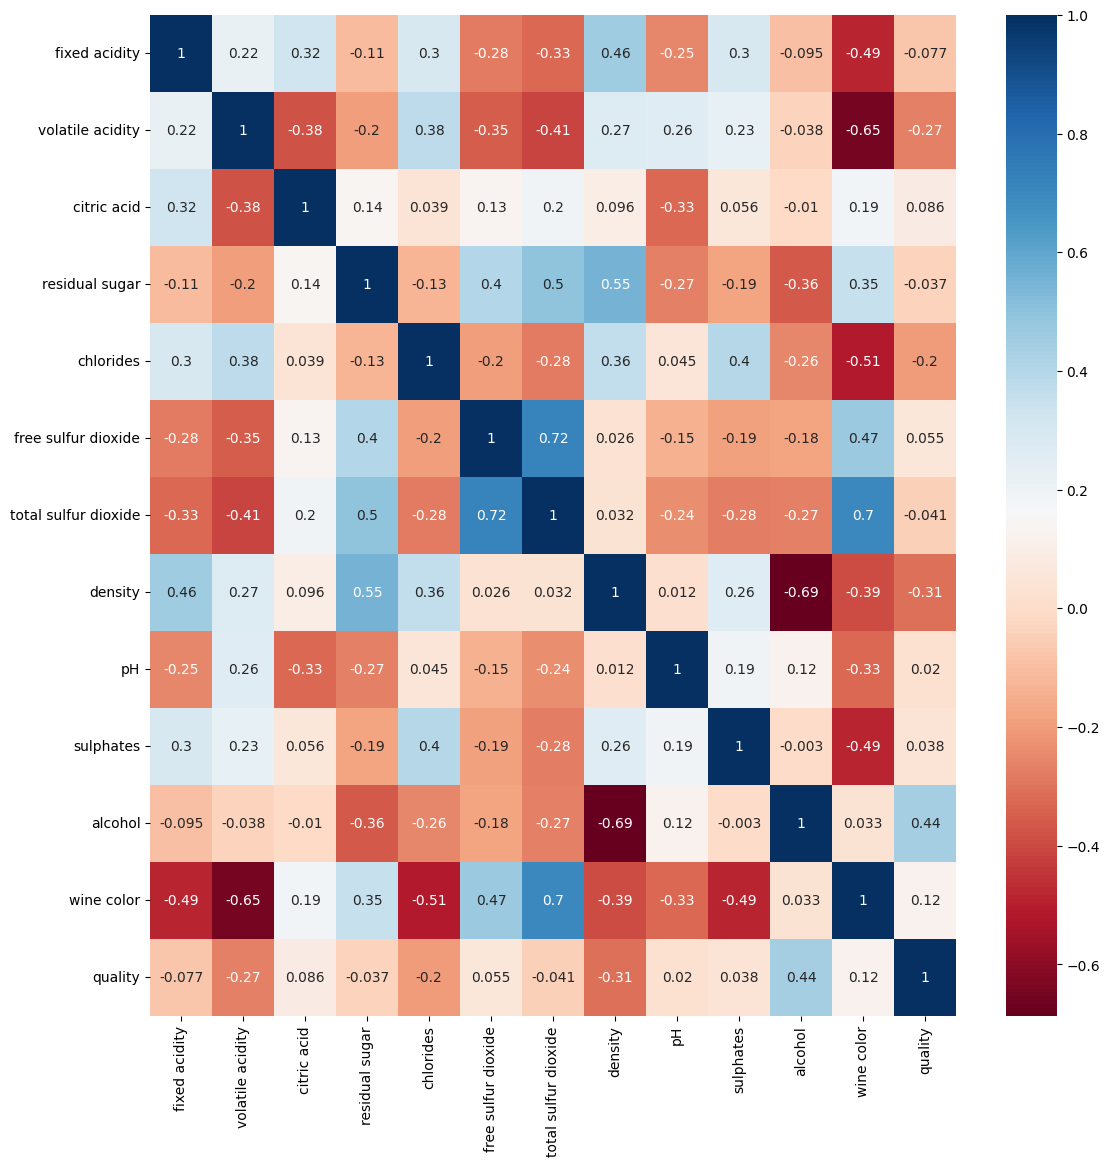 fixed acidity 1 0.22 0.32 -0.11 0.3 -0.28 -0.33 0.46 -0.25 0.3 -0.095 -0.49 -0.077
volatile acidity 0.22 1 -0.38 -0.2 0.38 -0.35 -0.41 0.27 0.26 0.23 -0.038 -0.65 -0.27
citric acid 0.32 -0.38 1 0.14 0.039 0.13 0.2 0.096 -0.33 0.056 -0.01 0.19 0.086
residual sugar -0.11 -0.2 0.14 1 -0.13 0.4 0.5 0.55 -0.27 -0.19 -0.36 0.35 -0.037
chlorides 0.3 0.38 0.039 -0.13 1 -0.2 -0.28 0.36 0.045 0.4 -0.26 -0.51 -0.2
free sulfur dioxide -0.28 -0.35 0.13 0.4 -0.2 1 0.72 0.026 -0.15 -0.19 -0.18 0.47 0.055
total sulfur dioxide -0.33 -0.41 0.2 0.5 -0.28 0.72 1 0.032 -0.24 -0.28 -0.27 0.7 -0.041
density 0.46 0.27 0.096 0.55 0.36 0.026 0.032 1 0.012 0.26 -0.69 -0.39 -0.31
pH -0.25 0.26 -0.33 -0.27 0.045 -0.15 -0.24 0.012 1 0.19 0.12 -0.33 0.02
sulphates 0.3 0.23 0.056 -0.19 0.4 -0.19 -0.28 0.26 0.19 1 -0.003 -0.49 0.038
alcohol -0.095 -0.038 -0.01 -0.36 -0.26 -0.18 -0.27 -0.69 0.12 -0.003 1 0.033 0.44
wine color -0.49 -0.65 0.19 0.35 -0.51 0.47 0.7 -0.39 -0.33 -0.49 0.033 1 0.12
quality -0.077 -0.27 0.086 -0.037 -0.2 0.055 -0.041 -0.31 0.02 0.038 0.44 0.12 1
fixed acidity
volatile acidity
citric acid
residual sugar
chlorides
free sulfur dioxide
total sulfur dioxide
density
pH
sulphates
alcohol
wine color
quality
1.0
0.8
0.6
0.4
0.2
0.0
−0.2
−0.4
−0.6